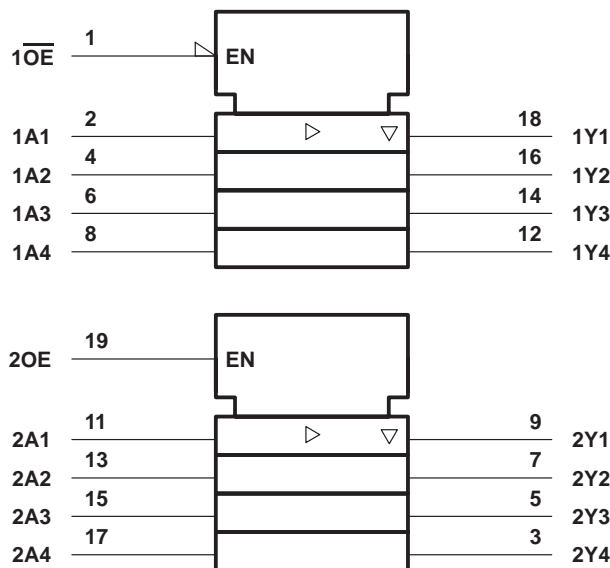 1
1O̅E̅ EN
2 18
1A1 1Y1
4 16
1A2 1Y2
6 14
1A3 1Y3
8 12
1A4 1Y4
19
2OE EN
11 9
2A1 2Y1
13 7
2A2 2Y2
15 5
2A3 2Y3
17 3
2A4 2Y4